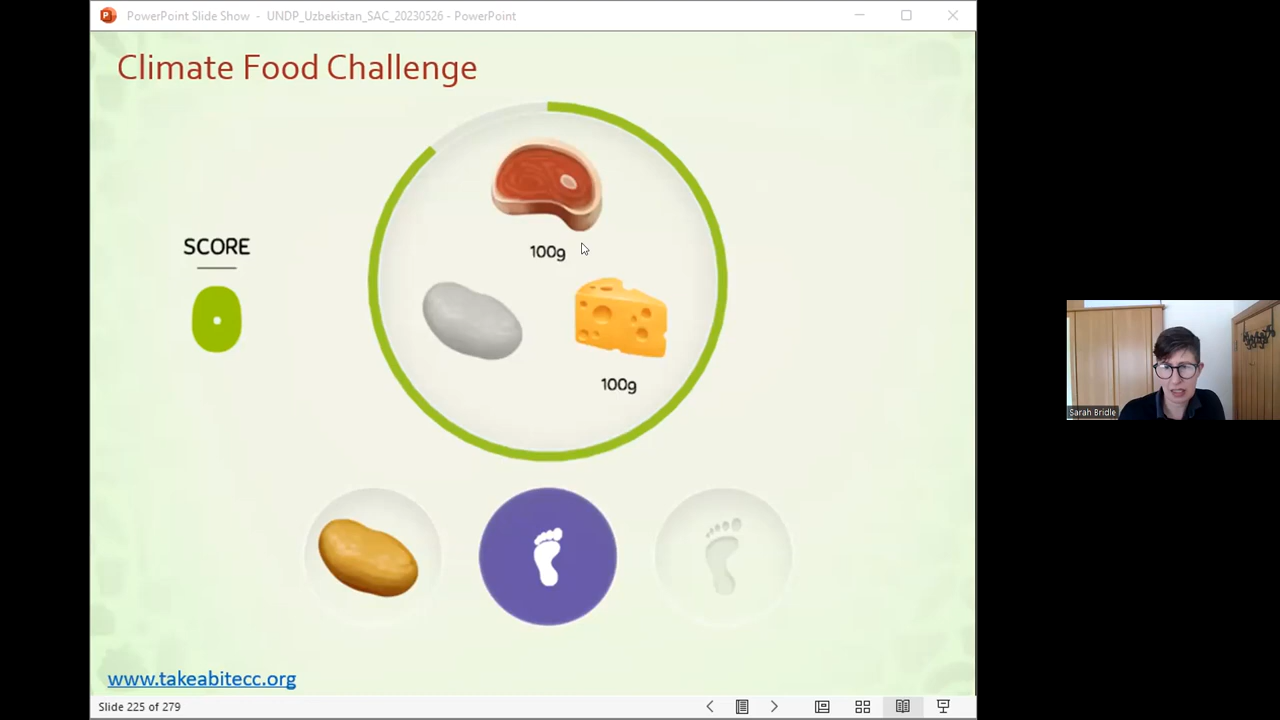 PowerPoint Slide Show - UNDP_Uzbekistan_SAC_20230526 - PowerPoint
Climate Food Challenge
SCORE
0
100g
100g
Sarah Bridle
www.takeabitecc.org
Slide 225 of 279